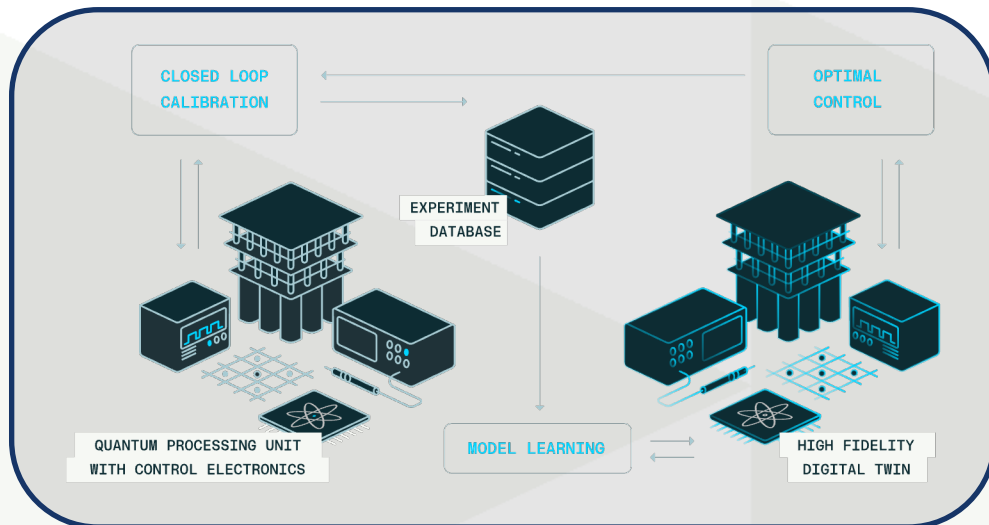 CLOSED LOOP
CALIBRATION
OPTIMAL
CONTROL
EXPERIMENT
DATABASE
QUANTUM PROCESSING UNIT
WITH CONTROL ELECTRONICS
MODEL LEARNING
HIGH FIDELITY
DIGITAL TWIN